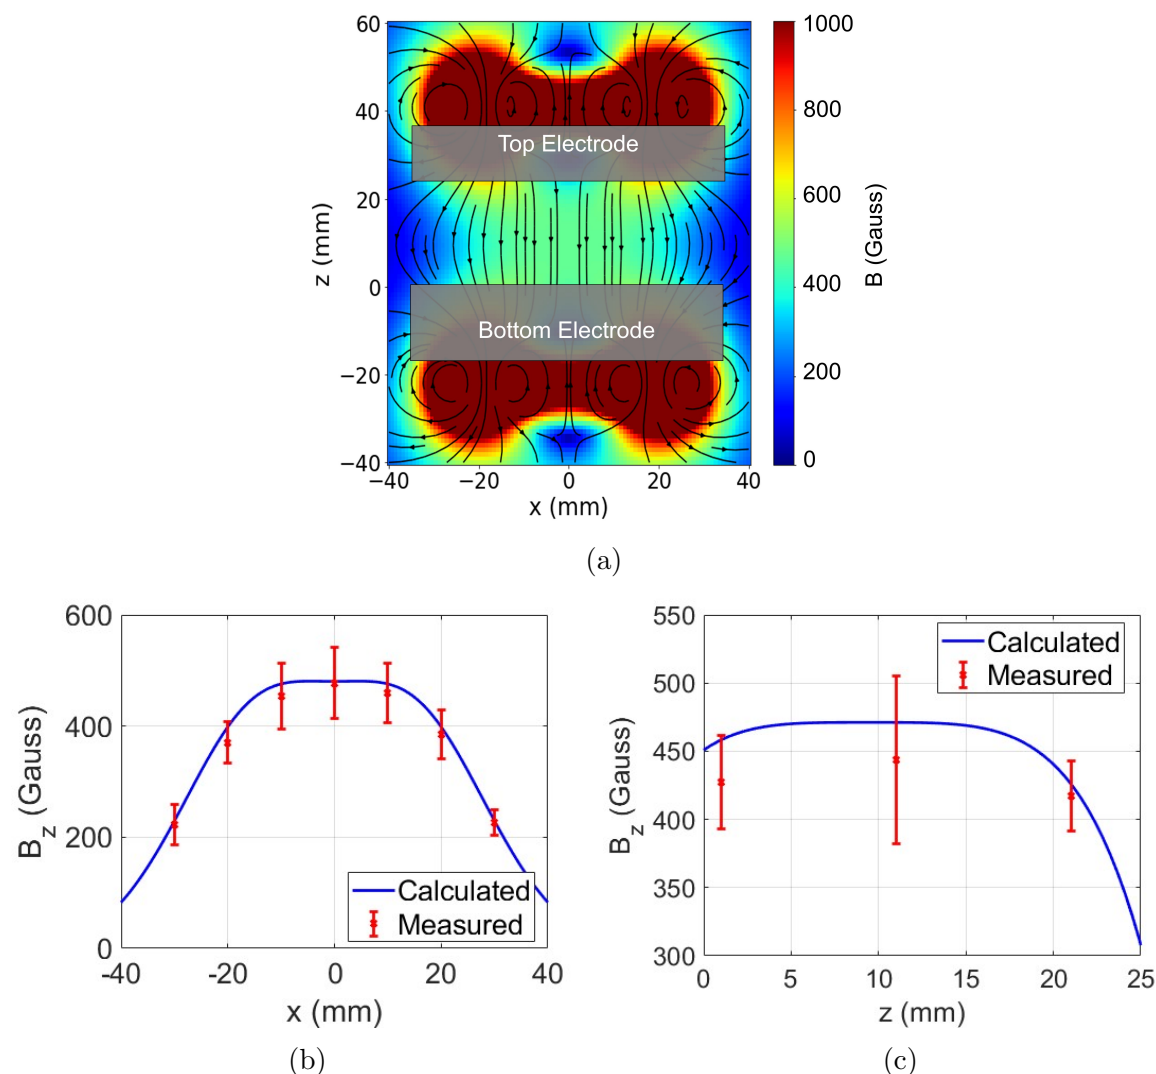 60
40
20
0
−20
−40
z (mm)
Top Electrode
Bottom Electrode
−40
−20
0
20
40
x (mm)
1000
800
600
400
200
0
B (Gauss)
(a)
600
400
200
0
B_z (Gauss)
-40
-20
0
20
40
x (mm)
Calculated
Measured
(b)
550
500
450
400
350
300
B_z (Gauss)
0
5
10
15
20
25
z (mm)
Calculated
Measured
(c)